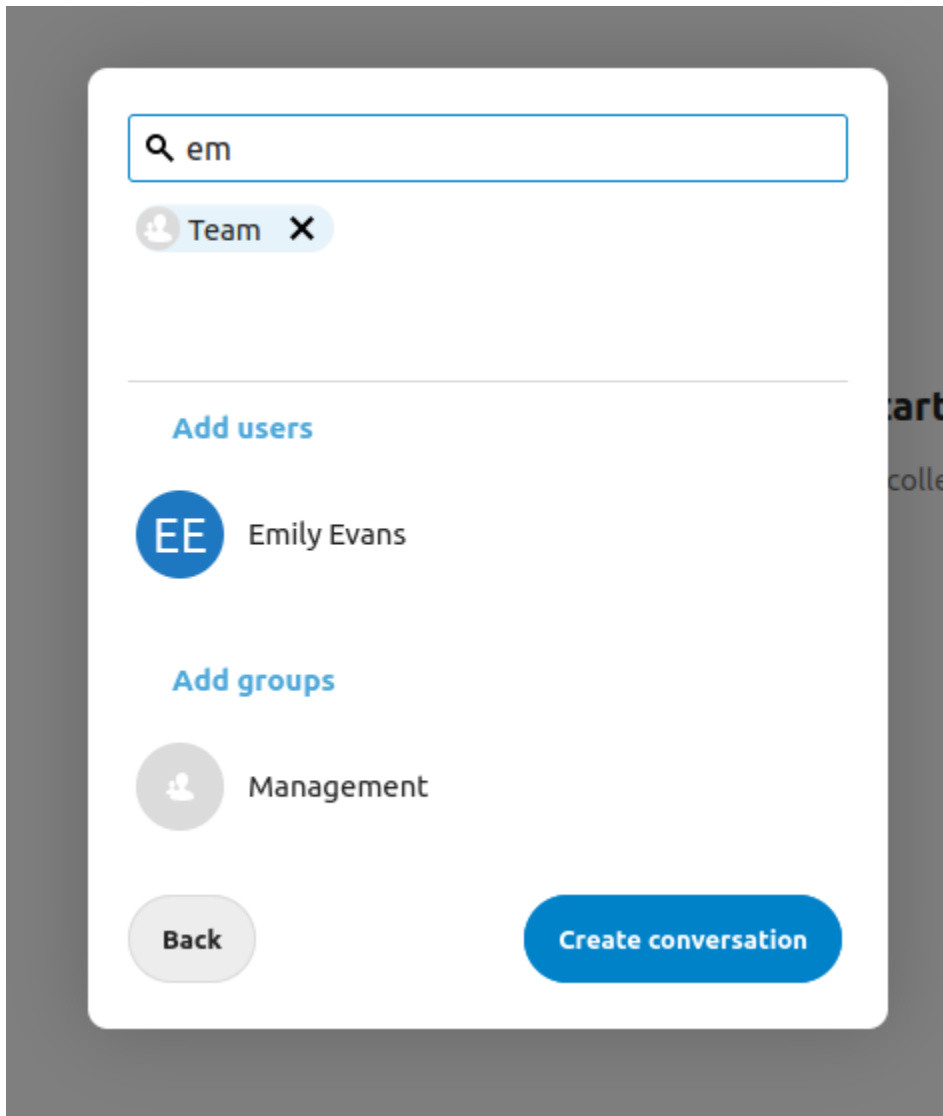 em
Team
Add users
EE
Emily Evans
Add groups
Management
Back
Create conversation